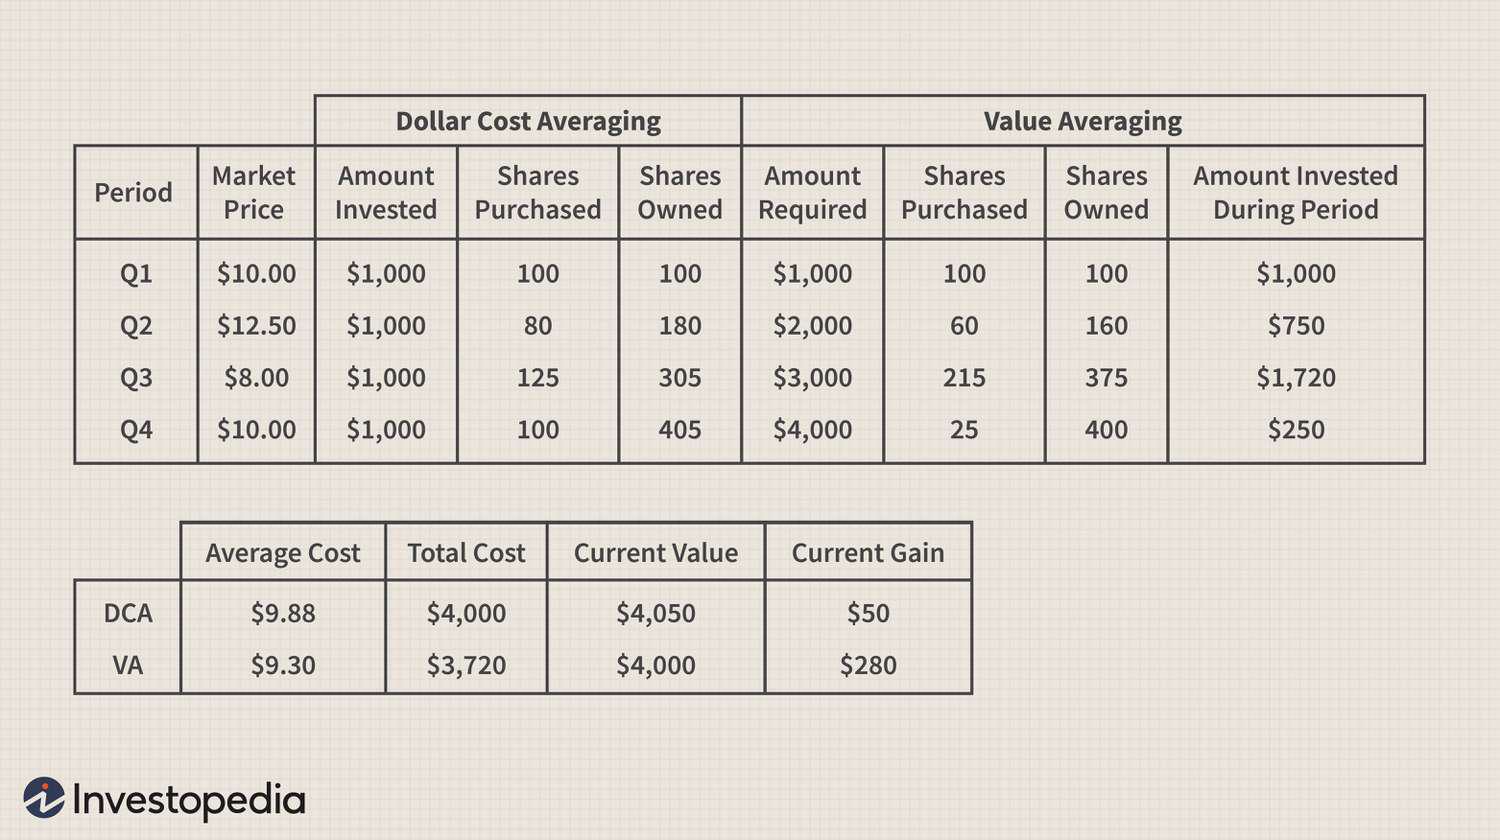 Dollar Cost Averaging Value Averaging
Period Market Price Amount Invested Shares Purchased Shares Owned Amount Required Shares Purchased Shares Owned Amount Invested During Period
Q1 $10.00 $1,000 100 100 $1,000 100 100 $1,000
Q2 $12.50 $1,000 80 180 $2,000 60 160 $750
Q3 $8.00 $1,000 125 305 $3,000 215 375 $1,720
Q4 $10.00 $1,000 100 405 $4,000 25 400 $250
Average Cost Total Cost Current Value Current Gain
DCA $9.88 $4,000 $4,050 $50
VA $9.30 $3,720 $4,000 $280
Investopedia